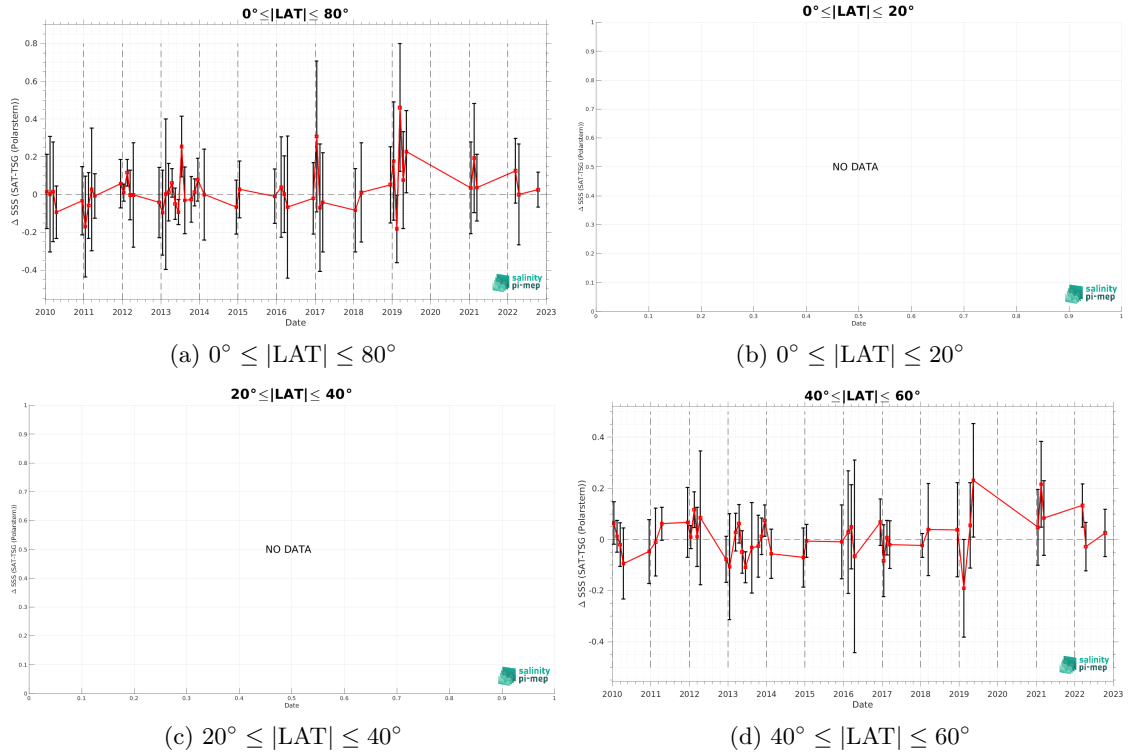 0°≤|LAT|≤ 80°
Δ SSS (SAT-TSG (Polarstern))
0.8
0.6
0.4
0.2
0
-0.2
-0.4
2010 2011 2012 2013 2014 2015 2016 2017 2018 2019 2020 2021 2022 2023
Date
salinity
pi-mep
(a) 0° ≤ |LAT| ≤ 80°
0°≤|LAT|≤ 20°
Δ SSS (SAT-TSG (Polarstern))
1
0.9
0.8
0.7
0.6
0.5
0.4
0.3
0.2
0.1
0
NO DATA
0 0.1 0.2 0.3 0.4 0.5 0.6 0.7 0.8 0.9 1
Date
salinity
pi-mep
(b) 0° ≤ |LAT| ≤ 20°
20°≤|LAT|≤ 40°
Δ SSS (SAT-TSG (Polarstern))
1
0.9
0.8
0.7
0.6
0.5
0.4
0.3
0.2
0.1
0
NO DATA
0 0.1 0.2 0.3 0.4 0.5 0.6 0.7 0.8 0.9 1
Date
salinity
pi-mep
(c) 20° ≤ |LAT| ≤ 40°
40°≤|LAT|≤ 60°
Δ SSS (SAT-TSG (Polarstern))
0.4
0.2
0
-0.2
-0.4
2010 2011 2012 2013 2014 2015 2016 2017 2018 2019 2020 2021 2022 2023
Date
salinity
pi-mep
(d) 40° ≤ |LAT| ≤ 60°